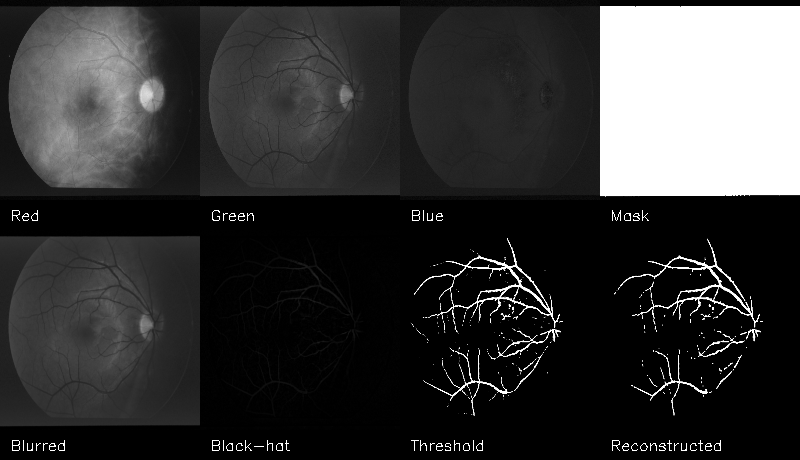 Red
Green
Blue
Mask
Blurred
Black-hat
Threshold
Reconstructed